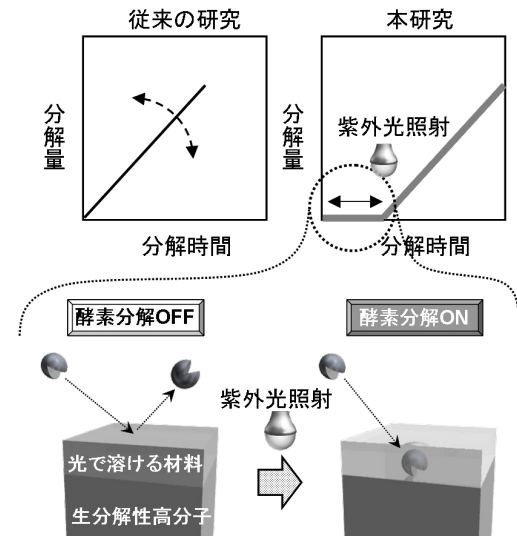 従来の研究
本研究
分解量
分解時間
分解量
紫外光照射
分解時間
酵素分解OFF
酵素分解ON
紫外光照射
光で溶ける材料
生分解性高分子